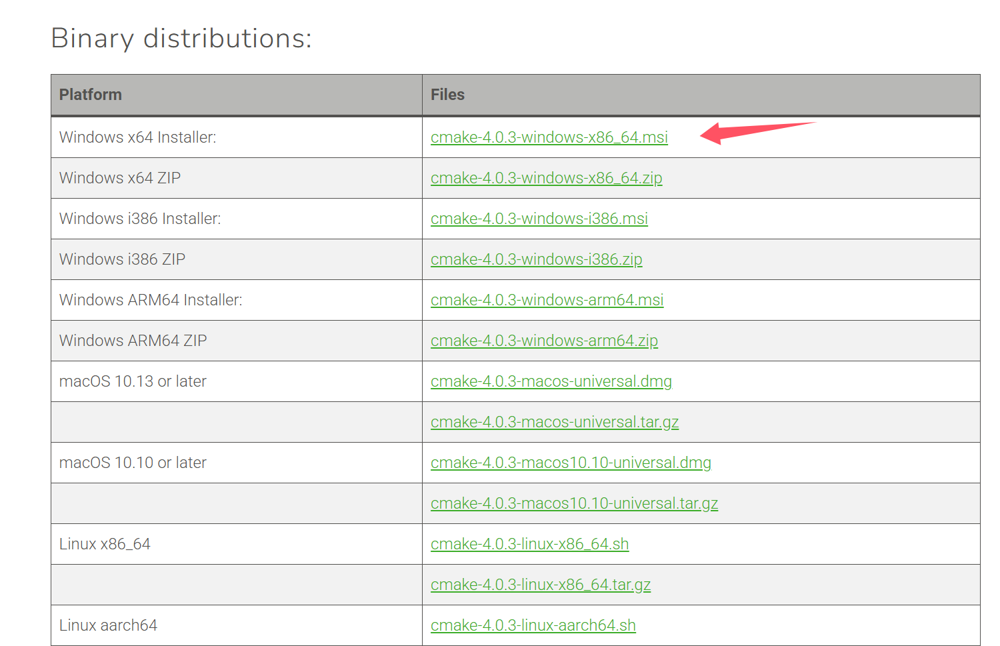 Binary distributions:
Platform Files
Windows x64 Installer: cmake-4.0.3-windows-x86_64.msi
Windows x64 ZIP cmake-4.0.3-windows-x86_64.zip
Windows i386 Installer: cmake-4.0.3-windows-i386.msi
Windows i386 ZIP cmake-4.0.3-windows-i386.zip
Windows ARM64 Installer: cmake-4.0.3-windows-arm64.msi
Windows ARM64 ZIP cmake-4.0.3-windows-arm64.zip
macOS 10.13 or later cmake-4.0.3-macos-universal.dmg
cmake-4.0.3-macos-universal.tar.gz
macOS 10.10 or later cmake-4.0.3-macos10.10-universal.dmg
cmake-4.0.3-macos10.10-universal.tar.gz
Linux x86_64 cmake-4.0.3-linux-x86_64.sh
cmake-4.0.3-linux-x86_64.tar.gz
Linux aarch64 cmake-4.0.3-linux-aarch64.sh